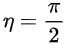 η = π/2